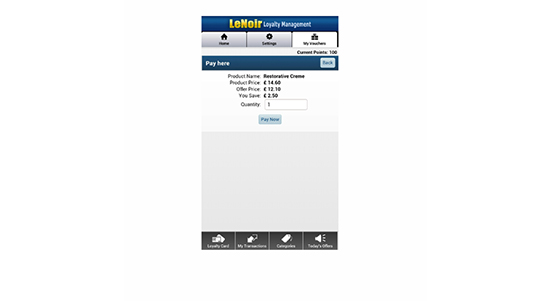 LeNoir Loyalty Management
Home Settings My Vouchers
Current Points: 100
Pay here Back
Product Name: Restorative Creme
Product Price: £ 14.60
Offer Price: £ 12.10
You Save: £ 2.50
Quantity: 1
Pay Now
Loyalty Card My Transactions Categories Today's Offers